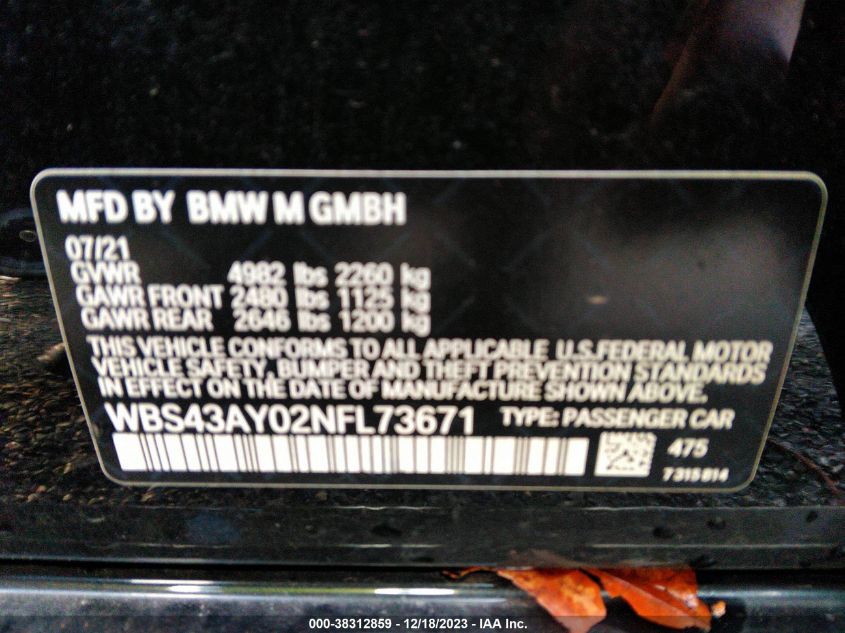 MFD BY BMW M GMBH
07/21
GVWR 4982 lbs 2260 kg
GAWR FRONT 2480 lbs 1125 kg
GAWR REAR 2646 lbs 1200 kg
THIS VEHICLE CONFORMS TO ALL APPLICABLE U.S.FEDERAL MOTOR
VEHICLE SAFETY, BUMPER AND THEFT PREVENTION STANDARDS
IN EFFECT ON THE DATE OF MANUFACTURE SHOWN ABOVE.
WBS43AY02NFL73671 TYPE: PASSENGER CAR
475
7315814
000-38312859 - 12/18/2023 - IAA Inc.